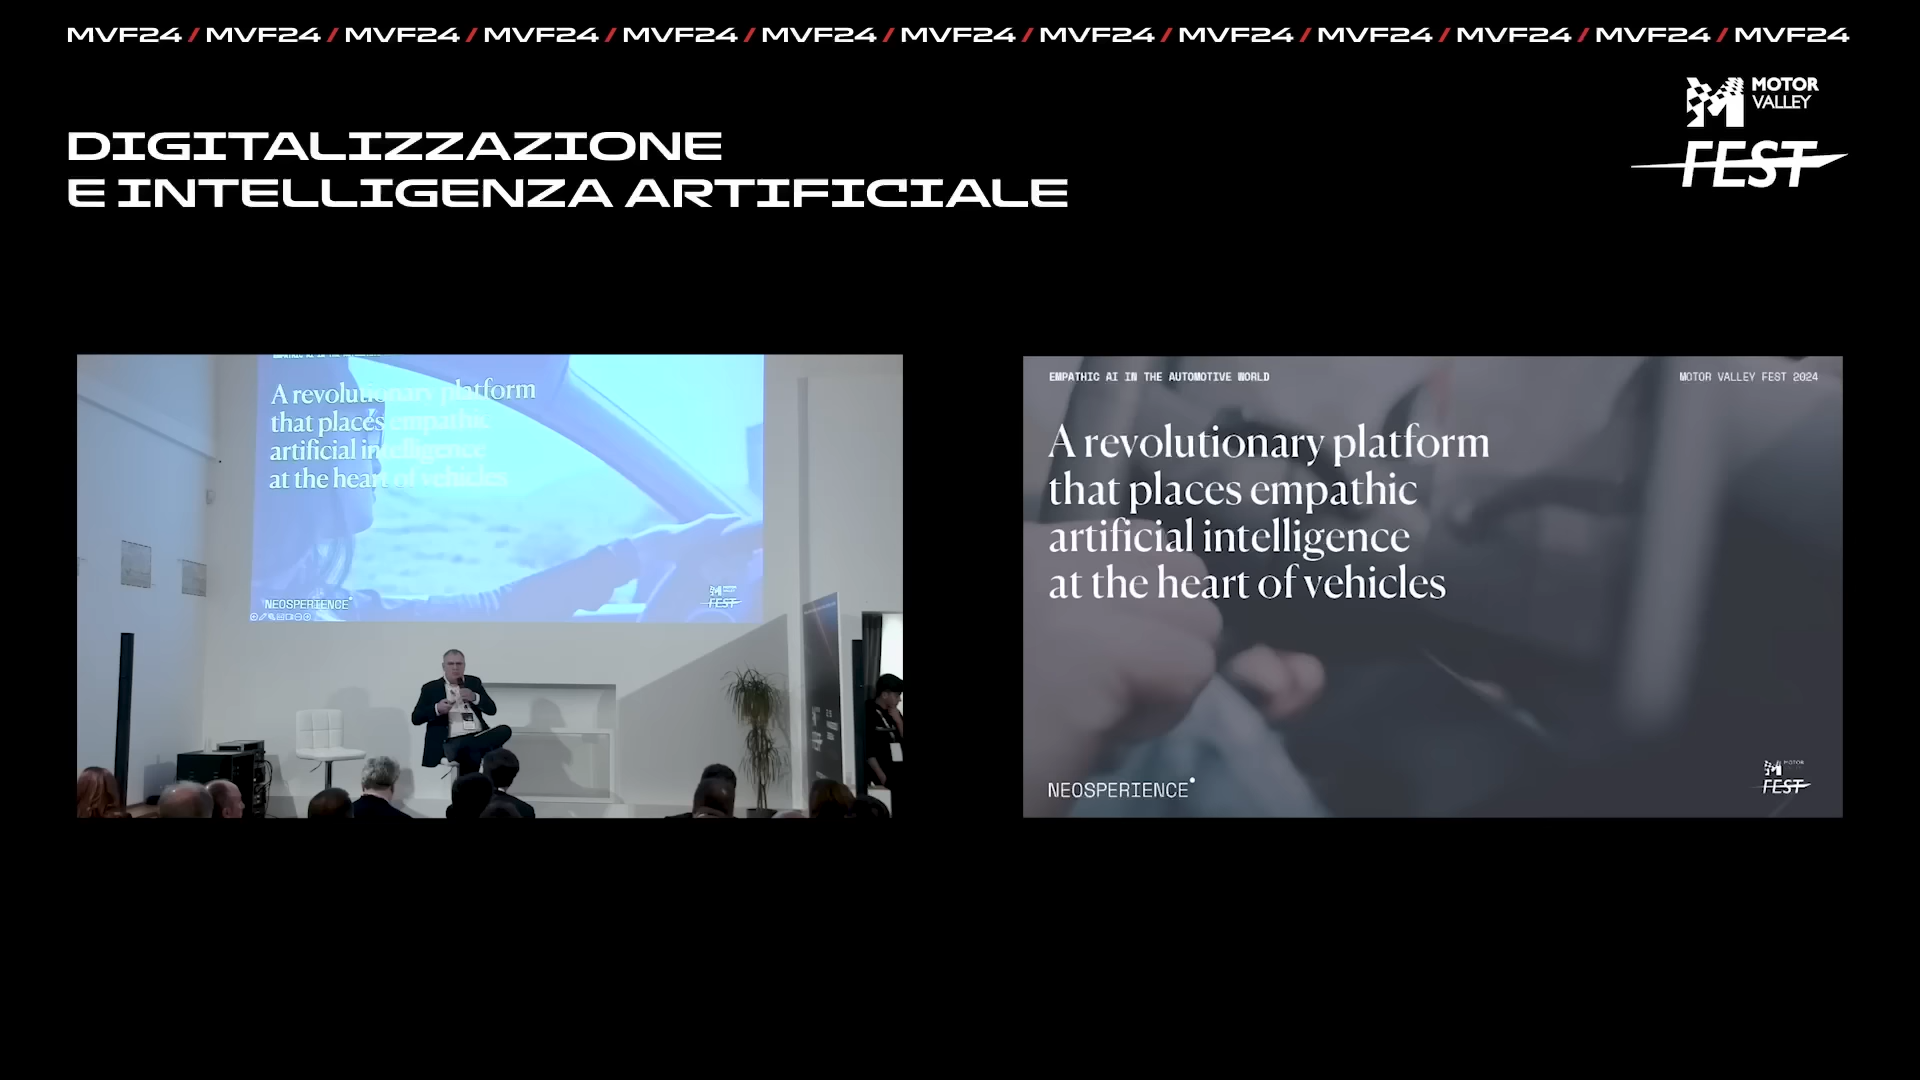 MVF24 / MVF24 / MVF24 / MVF24 / MVF24 / MVF24 / MVF24 / MVF24 / MVF24 / MVF24 / MVF24 / MVF24 / MVF24
MOTOR
VALLEY
FEST
DIGITALIZZAZIONE
E INTELLIGENZA ARTIFICIALE
A revolutionary platform
that places empathic
artificial intelligence
at the heart of vehicles
NEOSPERIENCE
FEST
EMPATHIC AI IN THE AUTOMOTIVE WORLD
MOTOR VALLEY FEST 2024
A revolutionary platform
that places empathic
artificial intelligence
at the heart of vehicles
NEOSPERIENCE
MOTOR
FEST